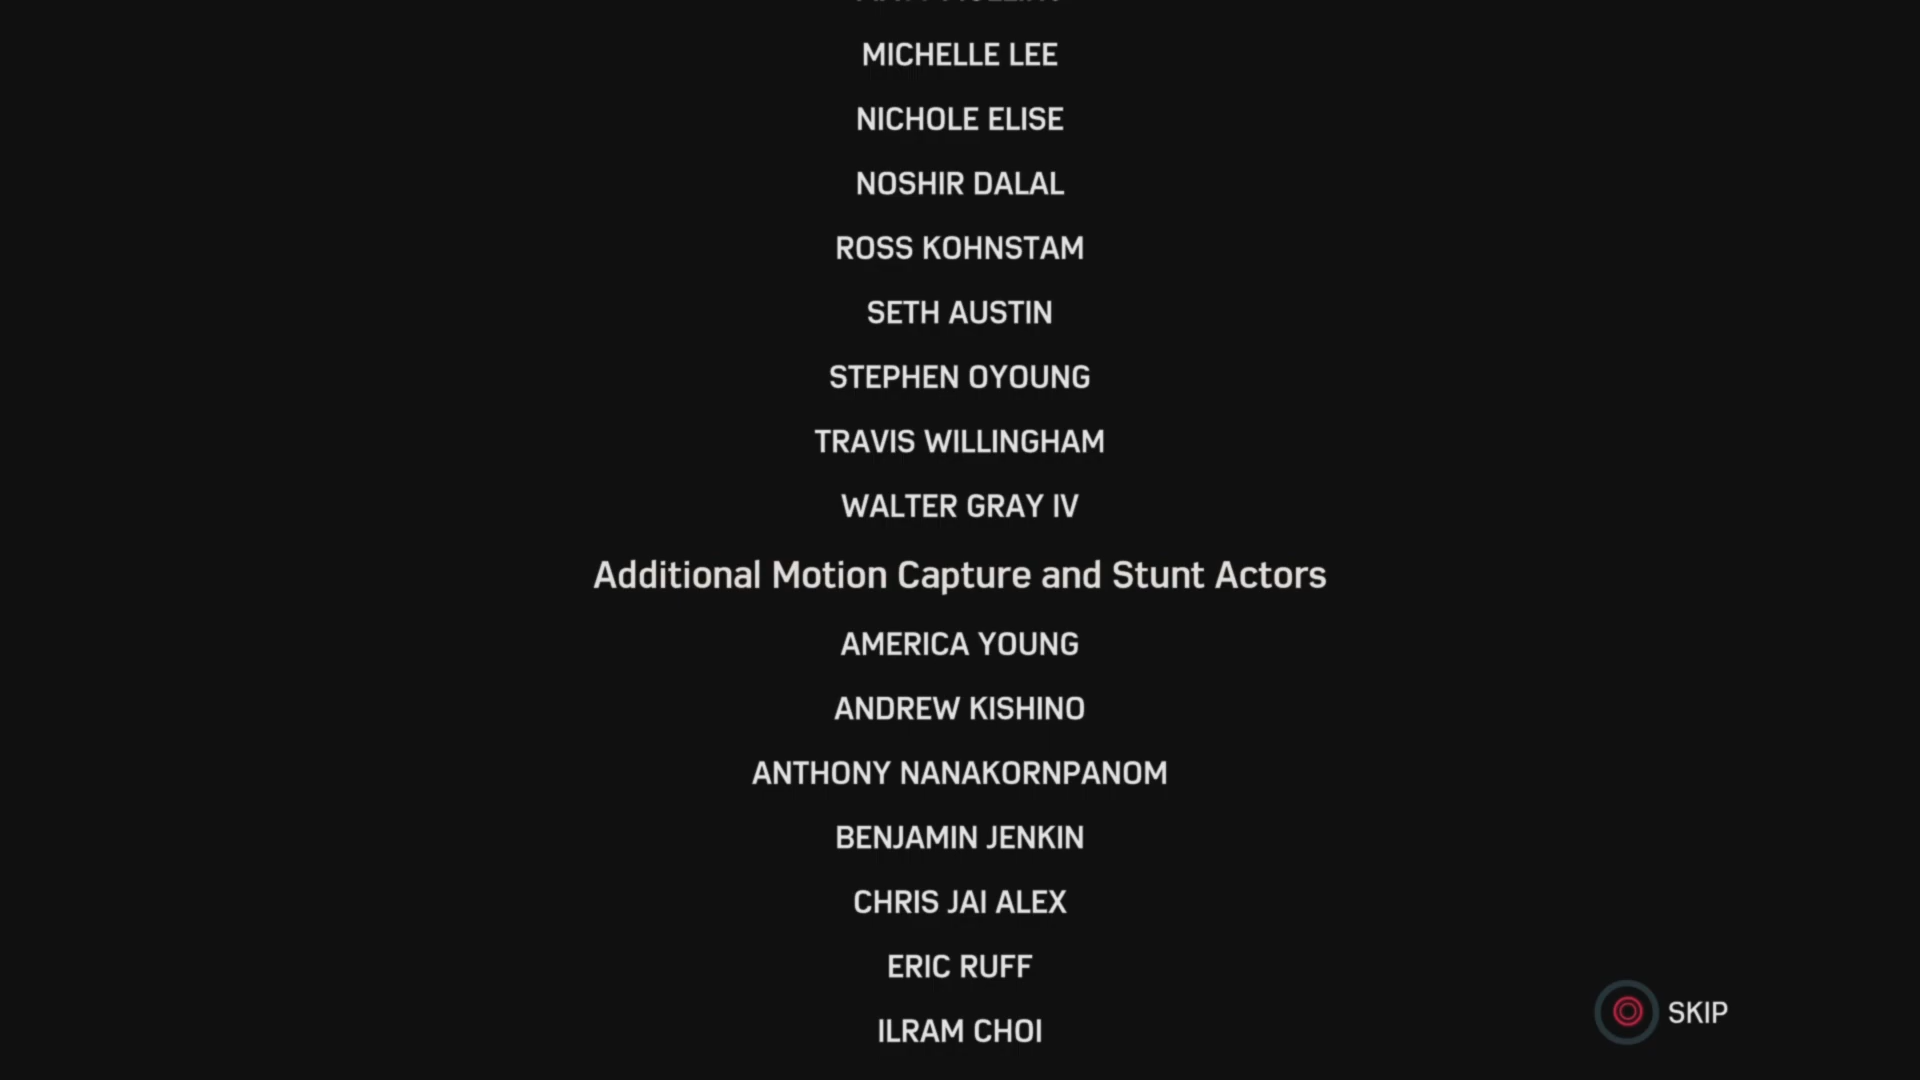 MICHELLE LEE
NICHOLE ELISE
NOSHIR DALAL
ROSS KOHNSTAM
SETH AUSTIN
STEPHEN OYOUNG
TRAVIS WILLINGHAM
WALTER GRAY IV
Additional Motion Capture and Stunt Actors
AMERICA YOUNG
ANDREW KISHINO
ANTHONY NANAKORNPANOM
BENJAMIN JENKIN
CHRIS JAI ALEX
ERIC RUFF
ILRAM CHOI
SKIP